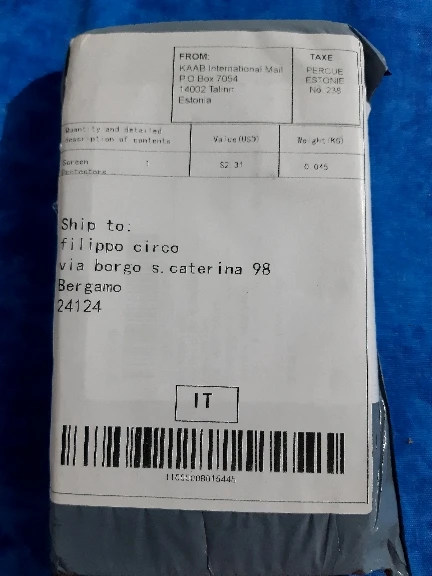 FROM:
KAAB International Mail
P.O Box 7054
14002 Talinn
Estonia
TAXE
PERCUE
ESTONIE
No. 238
Quantity and detailed
description of contents
Value(USD)
Weight(KG)
Screen 1
Protectors
$2.31
0.045
Ship to:
filippo circo
via borgo s.caterina 98
Bergamo
24124
IT